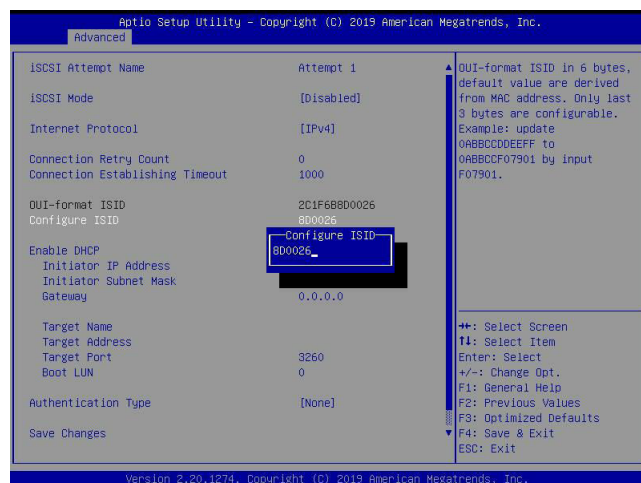 Aptio Setup Utility – Copyright (C) 2019 American Megatrends, Inc.
Advanced
iSCSI Attempt Name Attempt 1
iSCSI Mode [Disabled]
Internet Protocol [IPv4]
Connection Retry Count 0
Connection Establishing Timeout 1000
OUI-format ISID 2C1F6B8D0026
Configure ISID 8D0026
Configure ISID
8D0026_
Enable DHCP
Initiator IP Address
Initiator Subnet Mask
Gateway 0.0.0.0
Target Name
Target Address
Target Port 3260
Boot LUN 0
Authentication Type [None]
Save Changes
OUI-format ISID in 6 bytes,
default value are derived
from MAC address. Only last
3 bytes are configurable.
Example: update
0ABBCCDDEEFF to
0ABBCCF07901 by input
F07901.
→←: Select Screen
↑↓: Select Item
Enter: Select
+/-: Change Opt.
F1: General Help
F2: Previous Values
F3: Optimized Defaults
F4: Save & Exit
ESC: Exit
Version 2.20.1274. Copyright (C) 2019 American Megatrends, Inc.